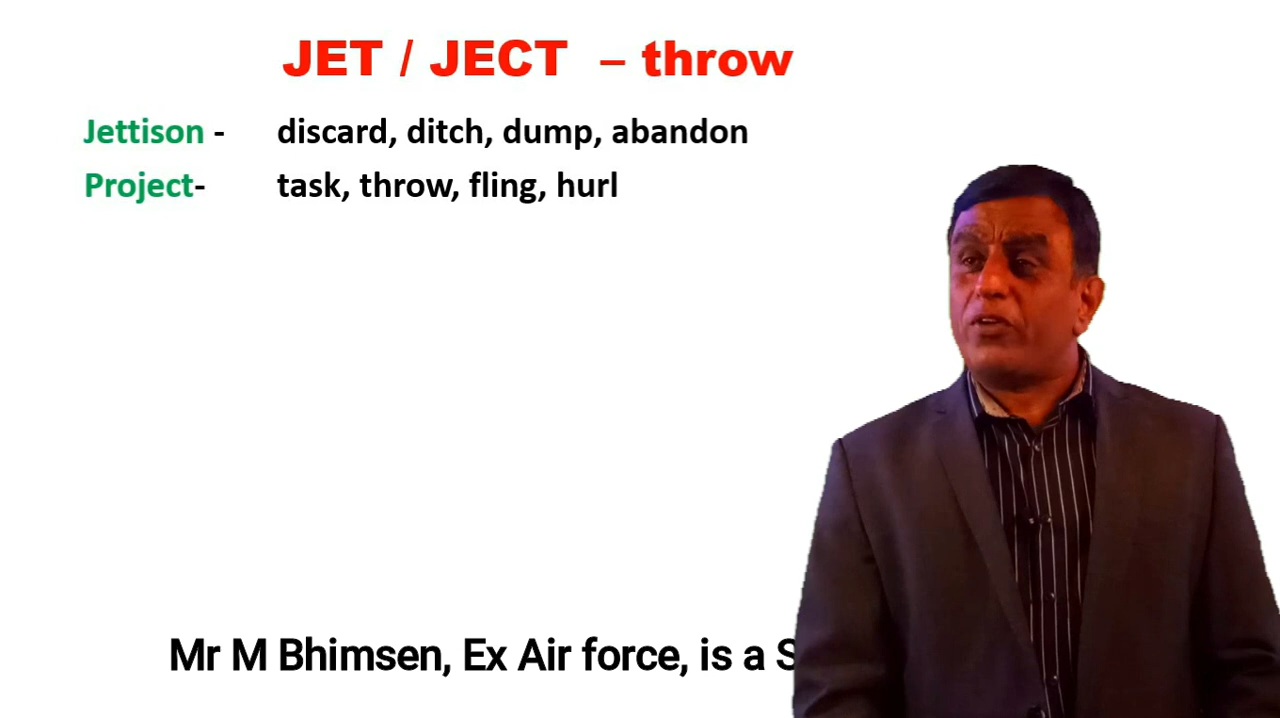 JET / JECT – throw
Jettison - discard, ditch, dump, abandon
Project- task, throw, fling, hurl
Mr M Bhimsen, Ex Air force, is a S